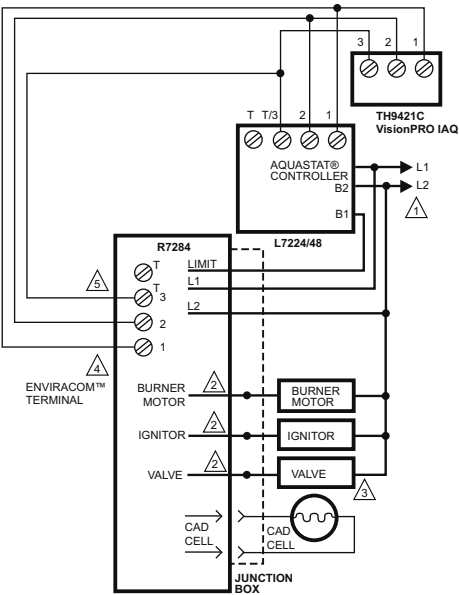 3 2 1
TH9421C
VisionPRO IAQ
T T/3 2 1
AQUASTAT®
CONTROLLER
L1
B2
L2
1
B1
L7224/48
R7284
T
LIMIT
5
T
L1
3
L2
2
4
1
ENVIRACOM™
TERMINAL
BURNER
MOTOR
2
BURNER
MOTOR
IGNITOR
2
IGNITOR
VALVE
2
VALVE
3
CAD
CELL
CAD
CELL
JUNCTION
BOX